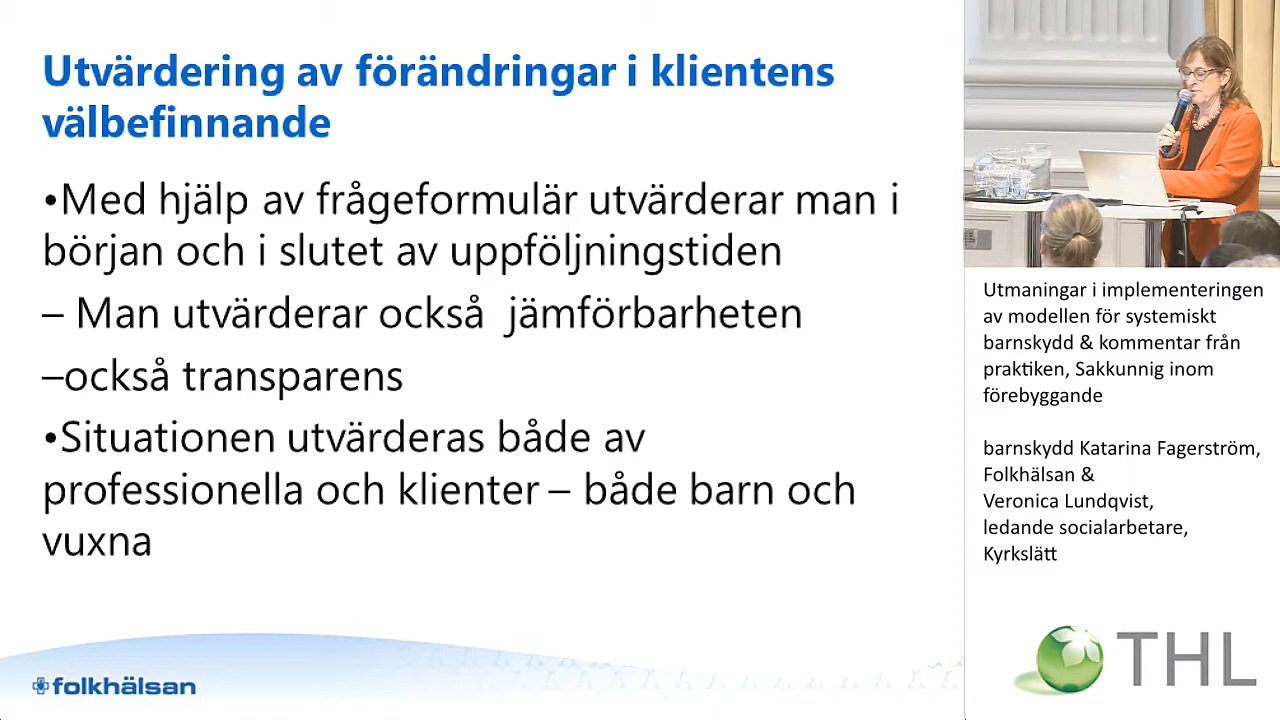 Utvärdering av förändringar i klientens
välbefinnande
•Med hjälp av frågeformulär utvärderar man i
början och i slutet av uppföljningstiden
– Man utvärderar också  jämförbarheten
–också transparens
•Situationen utvärderas både av
professionella och klienter – både barn och
vuxna
folkhälsan
Utmaningar i implementeringen
av modellen för systemiskt
barnskydd & kommentar från
praktiken, Sakkunnig inom
förebyggande
barnskydd Katarina Fagerström,
Folkhälsan &
Veronica Lundqvist,
ledande socialarbetare,
Kyrkslätt
THL